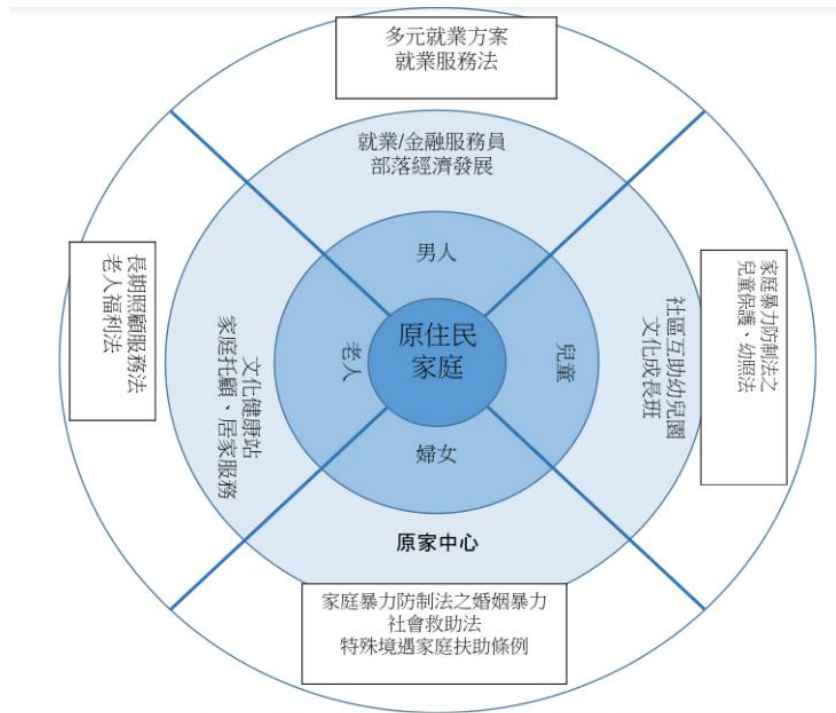 多元就業方案
就業服務法
就業/金融服務員
部落經濟發展
男人
原住民
家庭
老人
兒童
婦女
文化健康站
家庭托顧、居家服務
社區互助幼兒園
文化成長班
長期照顧服務法
老人福利法
家庭暴力防制法之
兒童保護、幼照法
原家中心
家庭暴力防制法之婚姻暴力
社會救助法
特殊境遇家庭扶助條例